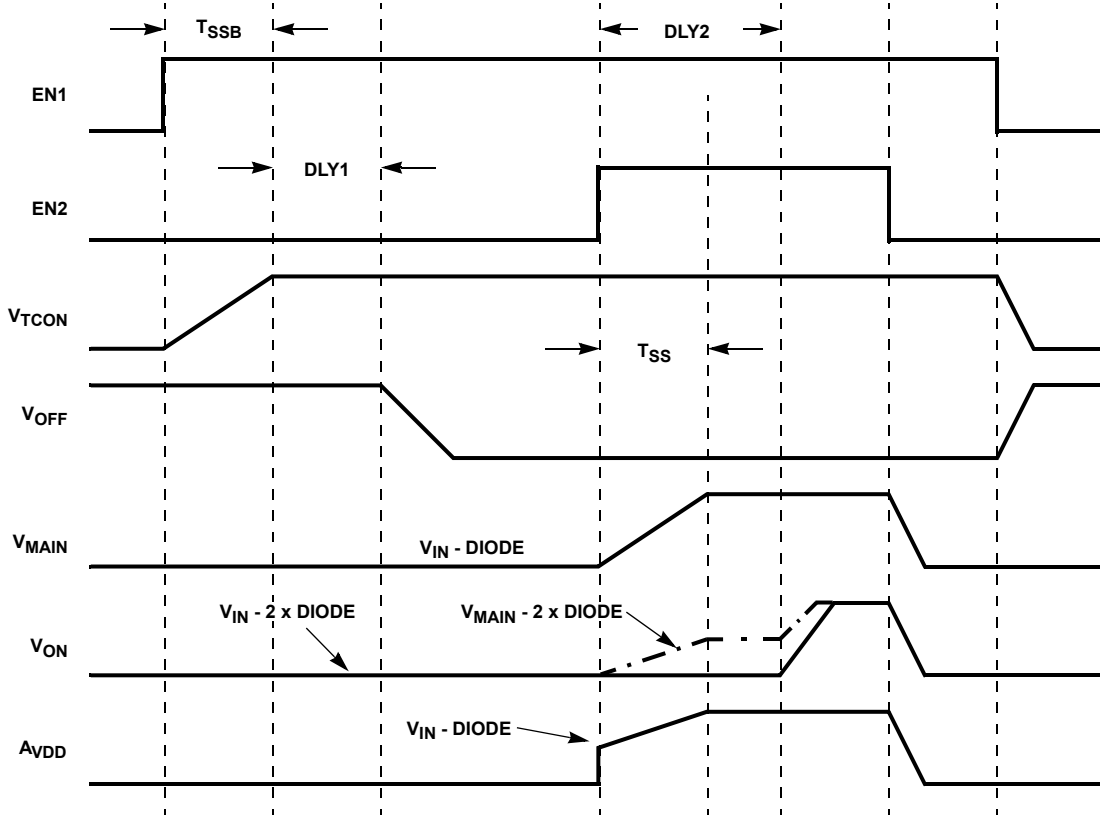 TSSB
DLY2
EN1
DLY1
EN2
VTCON
TSS
VOFF
VMAIN
VIN - DIODE
VIN - 2 x DIODE
VMAIN - 2 x DIODE
VON
VIN - DIODE
AVDD